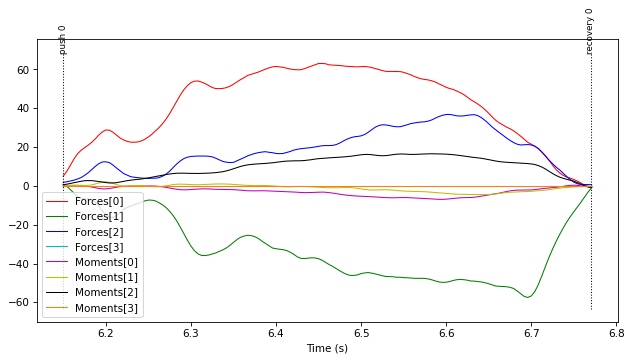 push 0
recovery 0
60
40
20
0
−20
−40
−60
Forces[0]
Forces[1]
Forces[2]
Forces[3]
Moments[0]
Moments[1]
Moments[2]
Moments[3]
6.2
6.3
6.4
6.5
6.6
6.7
6.8
Time (s)